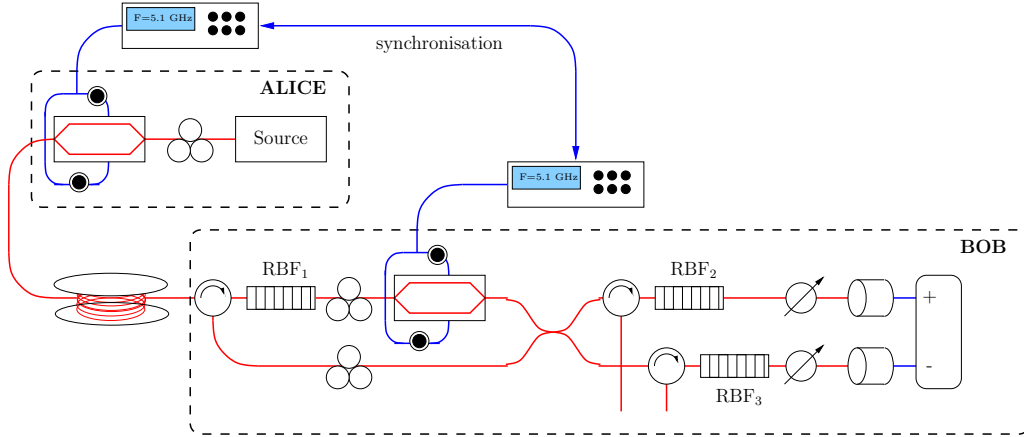 F=5.1 GHz
synchronisation
ALICE
Source
F=5.1 GHz
BOB
RBF₁
RBF₂
+
-
RBF₃